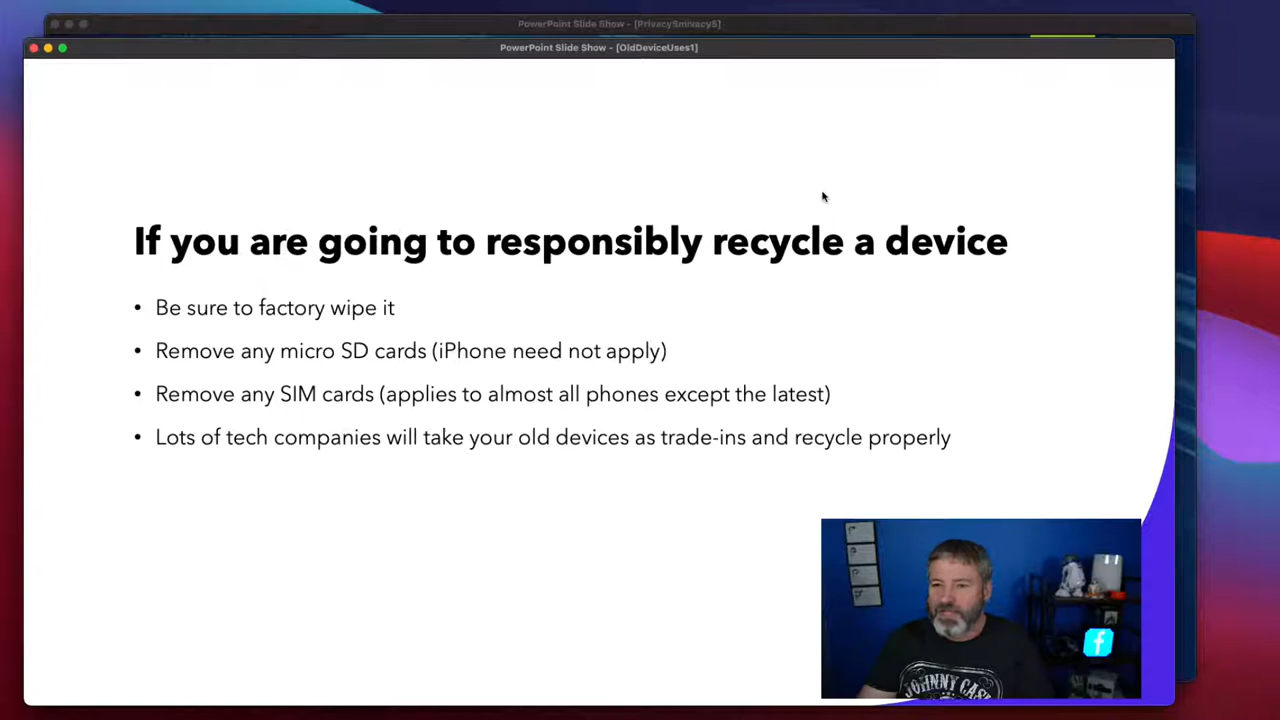 PowerPoint Slide Show - [PrivacySmivacy5]
PowerPoint Slide Show - [OldDeviceUses1]
If you are going to responsibly recycle a device
• Be sure to factory wipe it
• Remove any micro SD cards (iPhone need not apply)
• Remove any SIM cards (applies to almost all phones except the latest)
• Lots of tech companies will take your old devices as trade-ins and recycle properly
f
JOHNNY CASH